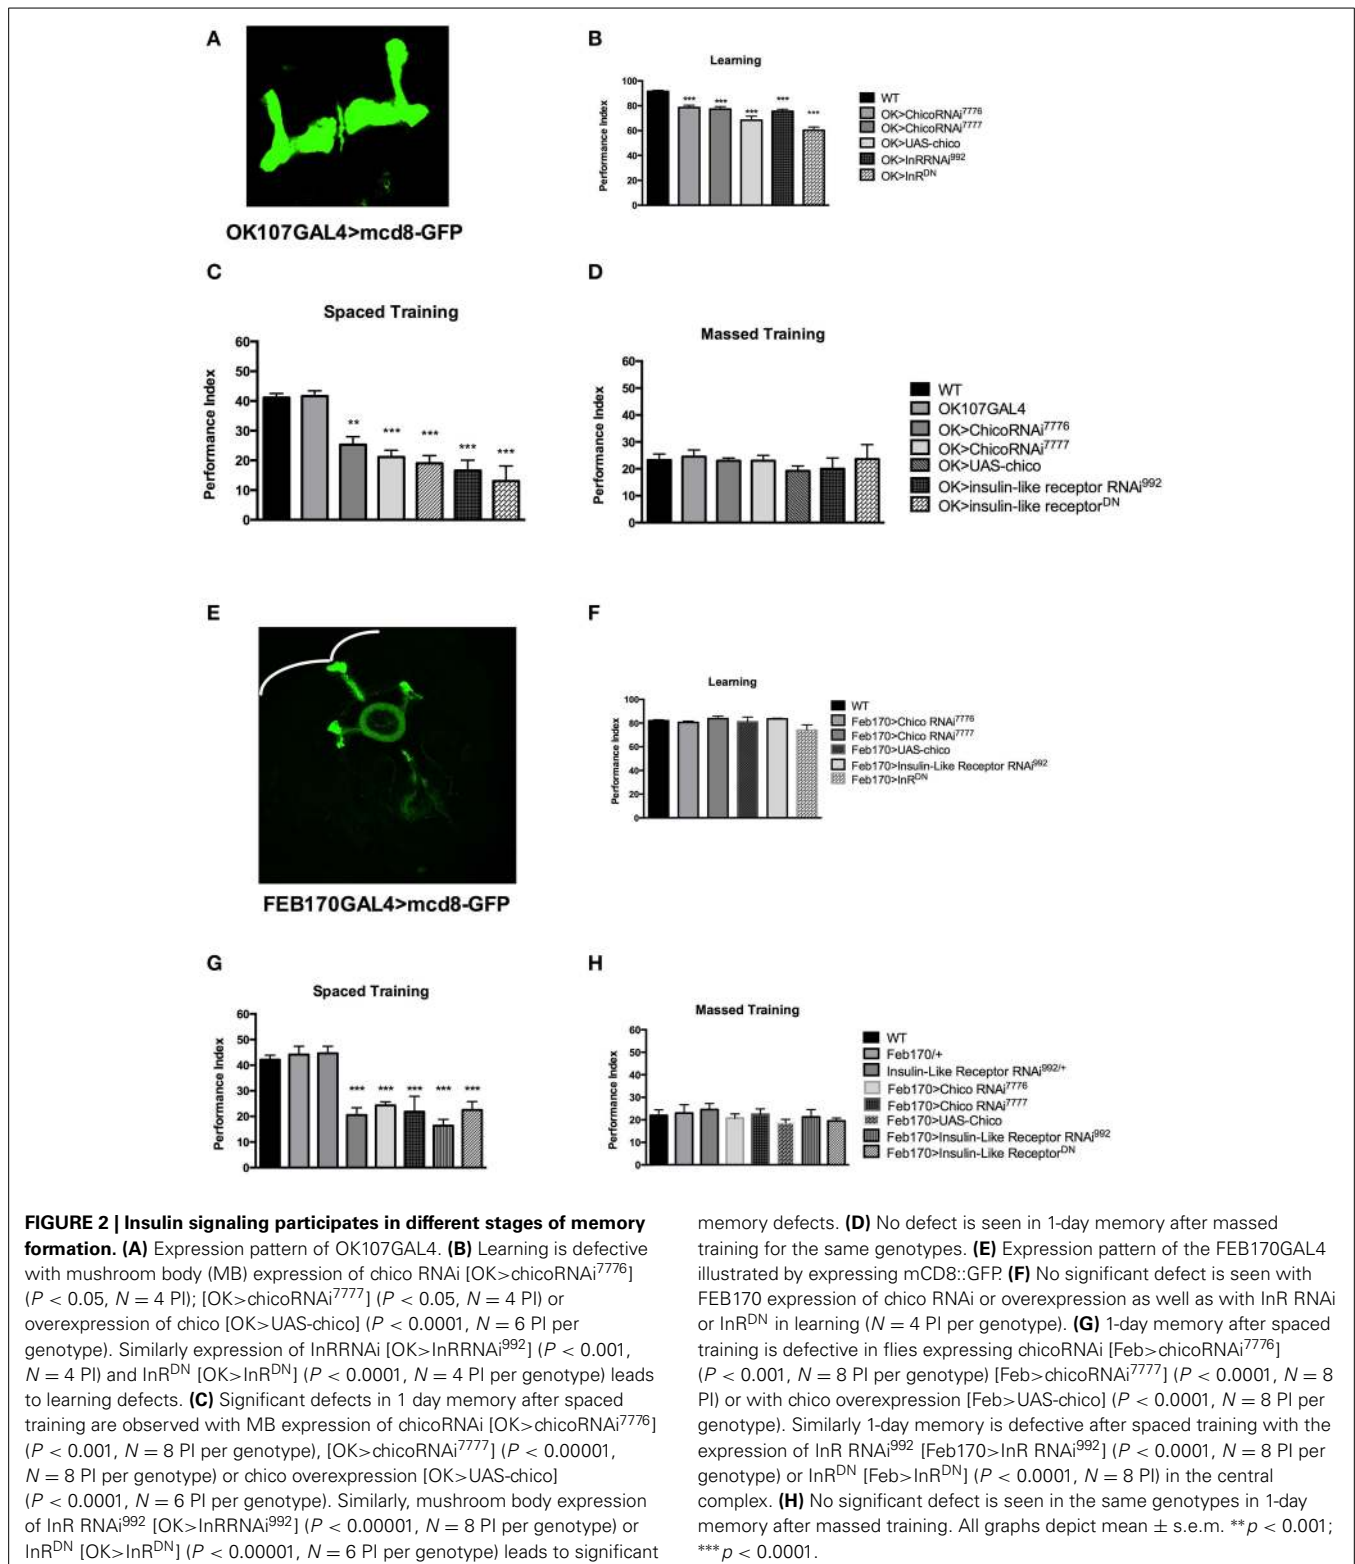 A
OK107GAL4>mcd8-GFP
B
Learning
Performance Index
100
80
60
40
20
0
***
***
***
***
***
WT
OK>ChicoRNAi7776
OK>ChicoRNAi7777
OK>UAS-chico
OK>InRRNAi992
OK>InRDN
C
Spaced Training
Performance Index
60
50
40
30
20
10
0
**
***
***
***
***
D
Massed Training
Performance Index
60
50
40
30
20
10
0
WT
OK107GAL4
OK>ChicoRNAi7776
OK>ChicoRNAi7777
OK>UAS-chico
OK>insulin-like receptor RNAi992
OK>insulin-like receptorDN
E
FEB170GAL4>mcd8-GFP
F
Learning
Performance Index
100
80
60
40
20
0
WT
Feb170>Chico RNAi7776
Feb170>Chico RNAi7777
Feb170>UAS-chico
Feb170>Insulin-Like Receptor RNAi992
Feb170>InRDN
G
Spaced Training
Performance Index
60
50
40
30
20
10
0
***
***
***
***
***
H
Massed Training
Performance Index
60
50
40
30
20
10
0
WT
Feb170/+
Insulin-Like Receptor RNAi992/+
Feb170>Chico RNAi7776
Feb170>Chico RNAi7777
Feb170>UAS-Chico
Feb170>Insulin-Like Receptor RNAi992
Feb170>Insulin-Like ReceptorDN
FIGURE 2 | Insulin signaling participates in different stages of memory
formation. (A) Expression pattern of OK107GAL4. (B) Learning is defective
with mushroom body (MB) expression of chico RNAi [OK>chicoRNAi7776]
(P < 0.05, N = 4 PI); [OK>chicoRNAi7777] (P < 0.05, N = 4 PI) or
overexpression of chico [OK>UAS-chico] (P < 0.0001, N = 6 PI per
genotype). Similarly expression of InRRNAi [OK>InRRNAi992] (P < 0.001,
N = 4 PI) and InRDN [OK>InRDN] (P < 0.0001, N = 4 PI per genotype) leads
to learning defects. (C) Significant defects in 1 day memory after spaced
training are observed with MB expression of chicoRNAi [OK>chicoRNAi7776]
(P < 0.001, N = 8 PI per genotype), [OK>chicoRNAi7777] (P < 0.00001,
N = 8 PI per genotype) or chico overexpression [OK>UAS-chico]
(P < 0.0001, N = 6 PI per genotype). Similarly, mushroom body expression
of InR RNAi992 [OK>InRRNAi992] (P < 0.00001, N = 8 PI per genotype) or
InRDN [OK>InRDN] (P < 0.00001, N = 6 PI per genotype) leads to significant
memory defects. (D) No defect is seen in 1-day memory after massed
training for the same genotypes. (E) Expression pattern of the FEB170GAL4
illustrated by expressing mCD8::GFP. (F) No significant defect is seen with
FEB170 expression of chico RNAi or overexpression as well as with InR RNAi
or InRDN in learning (N = 4 PI per genotype). (G) 1-day memory after spaced
training is defective in flies expressing chicoRNAi [Feb>chicoRNAi7776]
(P < 0.001, N = 8 PI per genotype) [Feb>chicoRNAi7777] (P < 0.0001, N = 8
PI) or with chico overexpression [Feb>UAS-chico] (P < 0.0001, N = 8 PI per
genotype). Similarly 1-day memory is defective after spaced training with the
expression of InR RNAi992 [Feb170>InR RNAi992] (P < 0.0001, N = 8 PI per
genotype) or InRDN [Feb>InRDN] (P < 0.0001, N = 8 PI) in the central
complex. (H) No significant defect is seen in the same genotypes in 1-day
memory after massed training. All graphs depict mean ± s.e.m. **p < 0.001;
***p < 0.0001.